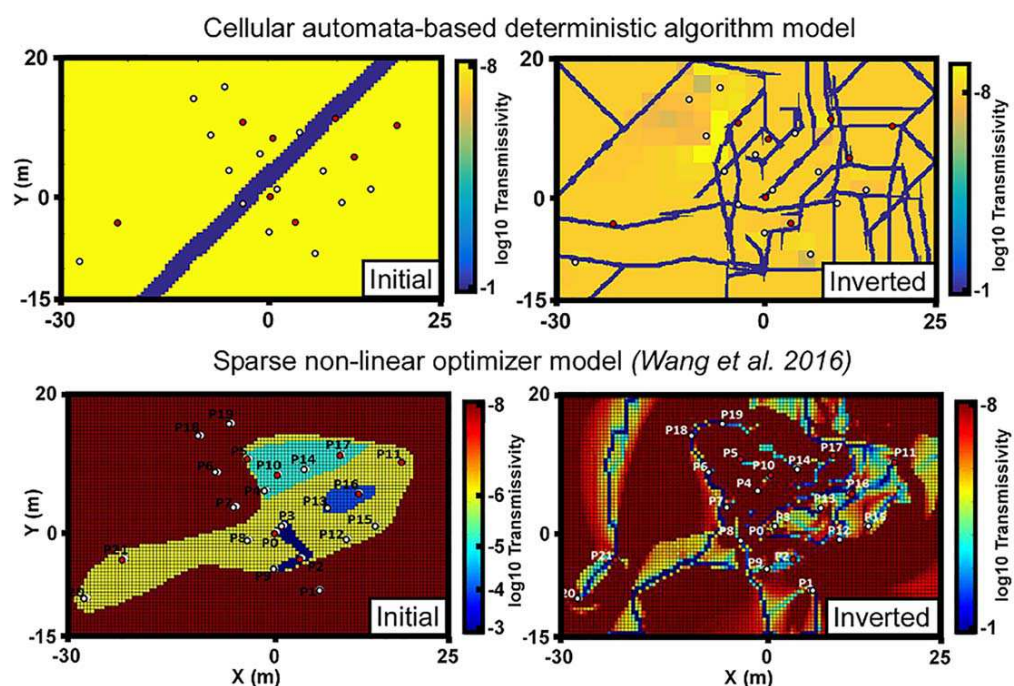 Cellular automata-based deterministic algorithm model
20
0
-15
Y (m)
-30
0
25
Initial
-8
-1
log10 Transmissivity
20
0
-15
-30
0
25
Inverted
-8
-1
log10 Transmissivity
Sparse non-linear optimizer model (Wang et al. 2016)
20
0
-15
Y (m)
-30
0
25
X (m)
P19
P18
P17
P11
P14
P10
P6
P16
P13
P7
P3
P15
P8
P0
P12
P9
Initial
-8
-7
-6
-5
-4
-3
log10 Transmissivity
20
0
-15
-30
0
25
X (m)
P19
P18
P17
P5
P11
P10
P14
P6
P4
P16
P7
P13
P8
P0
P12
P21
P9
P2
P1
20
Inverted
-8
-1
log10 Transmissivity